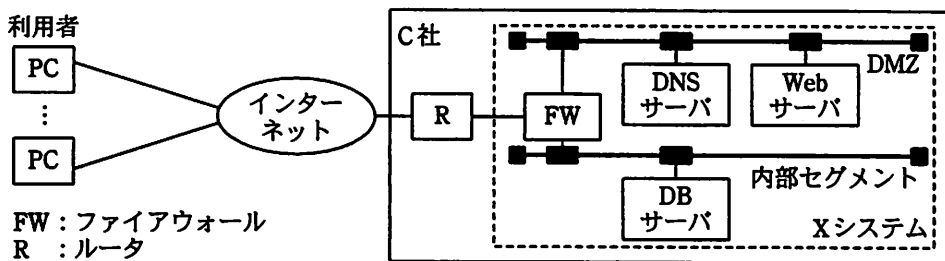 利用者
PC
⋮
PC
インター
ネット
C社
R
FW
DNS
サーバ
Web
サーバ
DMZ
DB
サーバ
内部セグメント
Xシステム
FW：ファイアウォール
R：ルータ